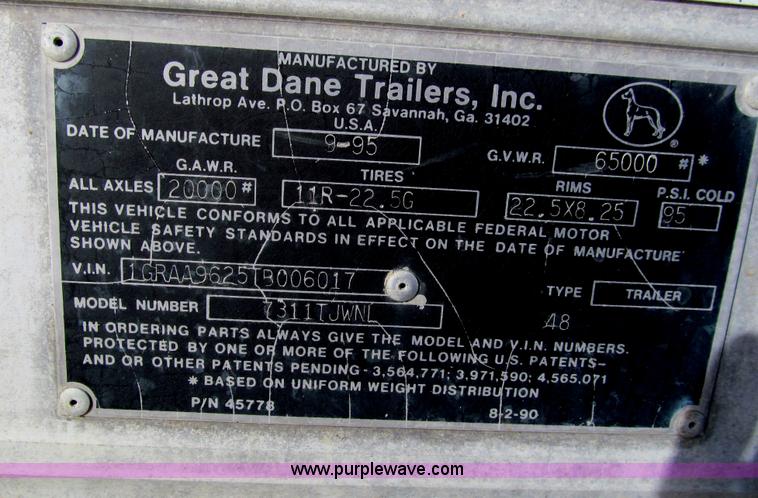 MANUFACTURED BY
Great Dane Trailers, Inc.
Lathrop Ave. P.O. Box 67 Savannah, Ga. 31402
U.S.A.
®
DATE OF MANUFACTURE 9-95 G.V.W.R. 65000 #*
G.A.W.R. TIRES RIMS P.S.I. COLD
ALL AXLES 20000# 11R-22.5G 22.5X8.25 95
THIS VEHICLE CONFORMS TO ALL APPLICABLE FEDERAL MOTOR
VEHICLE SAFETY STANDARDS IN EFFECT ON THE DATE OF MANUFACTURE
SHOWN ABOVE.
V.I.N. 1GRAA9625TB006017 TYPE TRAILER
MODEL NUMBER 7311TJWNL 48
IN ORDERING PARTS ALWAYS GIVE THE MODEL AND V.I.N. NUMBERS.
PROTECTED BY ONE OR MORE OF THE FOLLOWING U.S. PATENTS-
AND OR OTHER PATENTS PENDING - 3,564,771; 3,971,590; 4,565,071
* BASED ON UNIFORM WEIGHT DISTRIBUTION
P/N 45778 8-2-90
www.purplewave.com